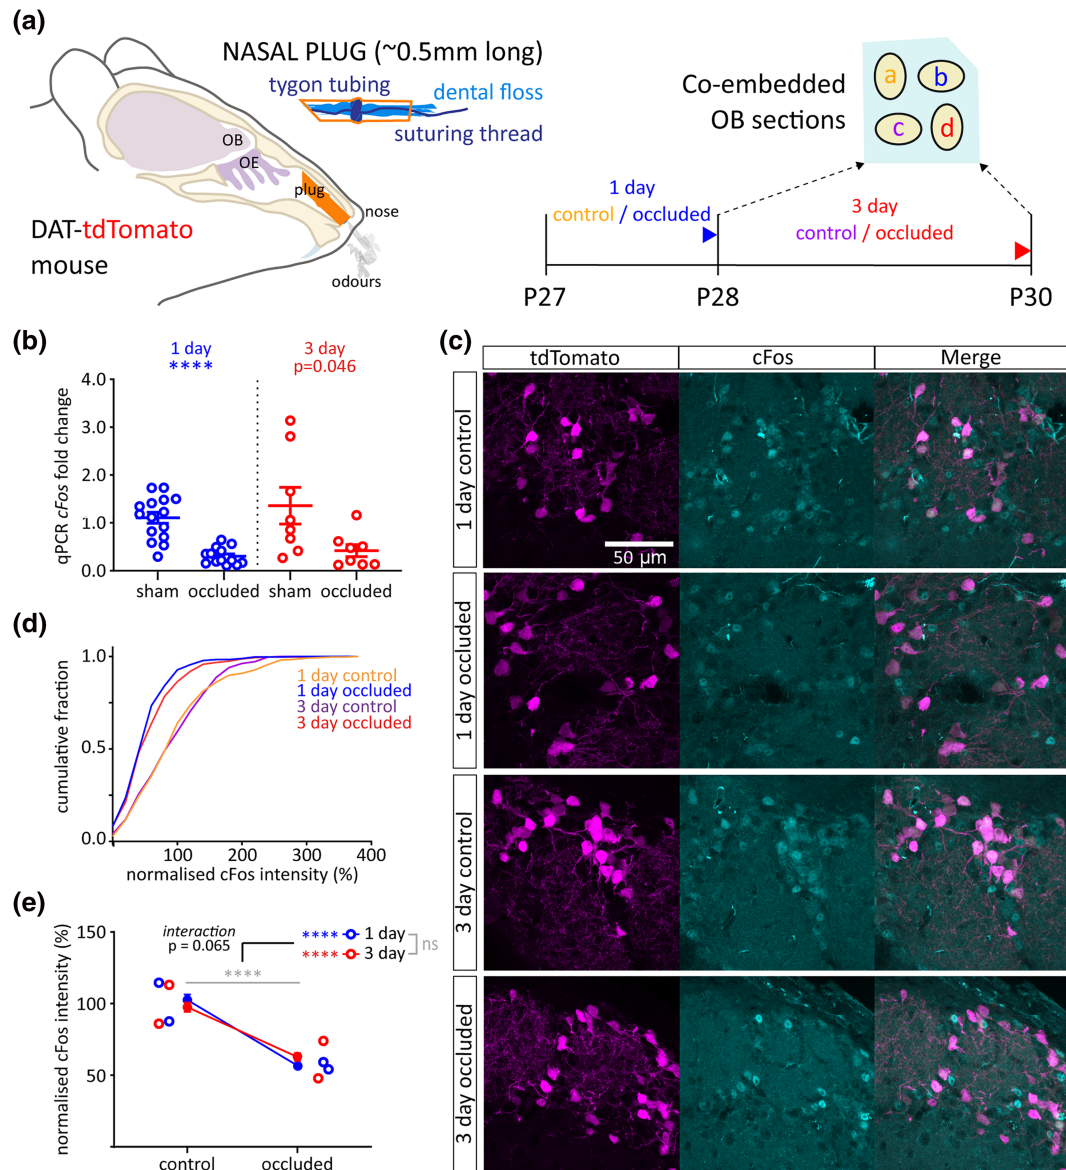 (a)
NASAL PLUG (~0.5mm long)
tygon tubing
dental floss
suturing thread
OB
OE
plug
nose
odours
DAT-tdTomato
mouse
Co-embedded
OB sections
a
b
c
d
1 day
control / occluded
3 day
control / occluded
P27
P28
P30
(b)
1 day
****
3 day
p=0.046
qPCR cFos fold change
4.0
3.0
2.0
1.0
0.0
sham
occluded
sham
occluded
(c)
tdTomato
cFos
Merge
1 day control
50 µm
1 day occluded
3 day control
3 day occluded
(d)
cumulative fraction
1.0
0.5
0.0
1 day control
1 day occluded
3 day control
3 day occluded
100
200
300
400
normalised cFos intensity (%)
(e)
normalised cFos intensity (%)
150
100
50
interaction
p = 0.065
**** 1 day
**** 3 day
ns
****
control
occluded